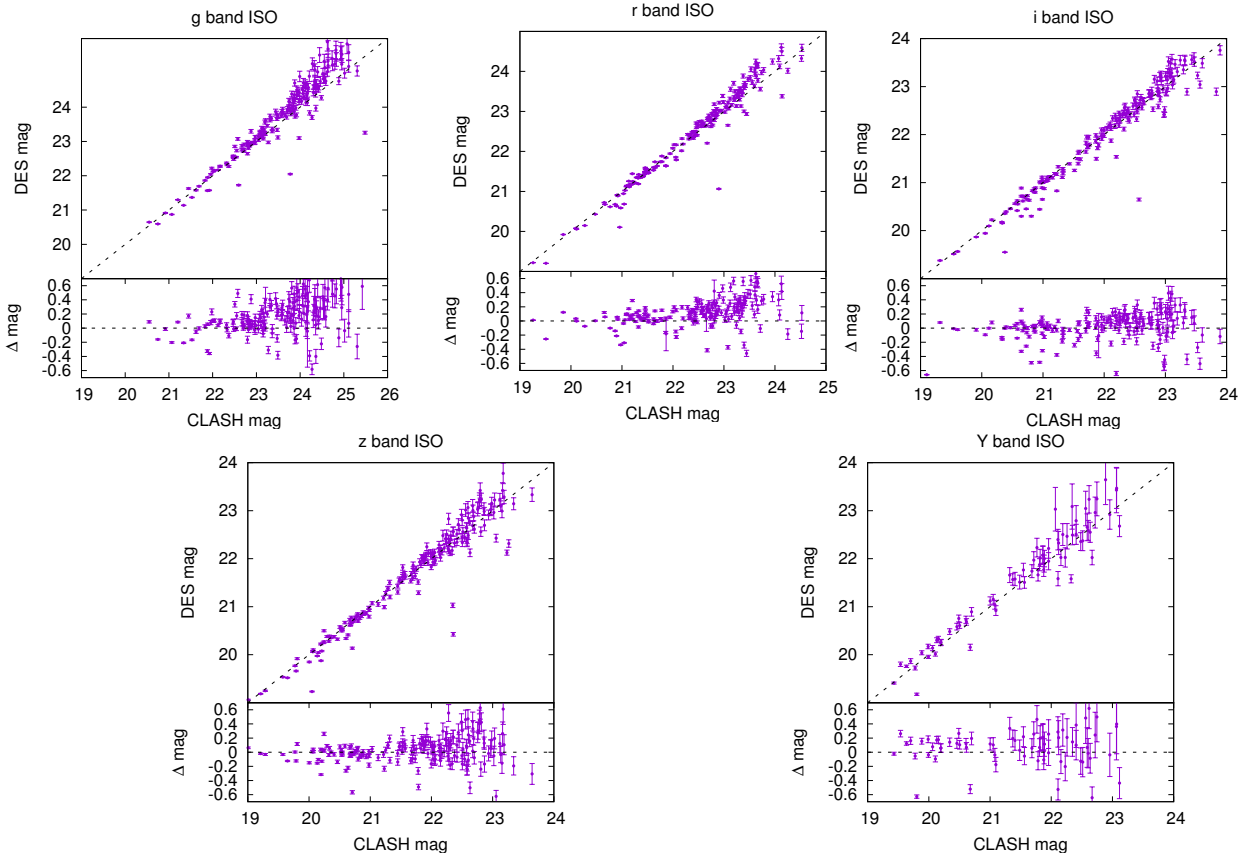 g band ISO
DES mag
24
23
22
21
20
Δ mag
0.6
0.4
0.2
0
-0.2
-0.4
-0.6
19 20 21 22 23 24 25 26
CLASH mag
r band ISO
DES mag
24
23
22
21
20
Δ mag
0.6
0.4
0.2
0
-0.2
-0.4
-0.6
19 20 21 22 23 24 25
CLASH mag
i band ISO
DES mag
24
23
22
21
20
Δ mag
0.6
0.4
0.2
0
-0.2
-0.4
-0.6
19 20 21 22 23 24
CLASH mag
z band ISO
DES mag
24
23
22
21
20
Δ mag
0.6
0.4
0.2
0
-0.2
-0.4
-0.6
19 20 21 22 23 24
CLASH mag
Y band ISO
DES mag
24
23
22
21
20
Δ mag
0.6
0.4
0.2
0
-0.2
-0.4
-0.6
19 20 21 22 23 24
CLASH mag